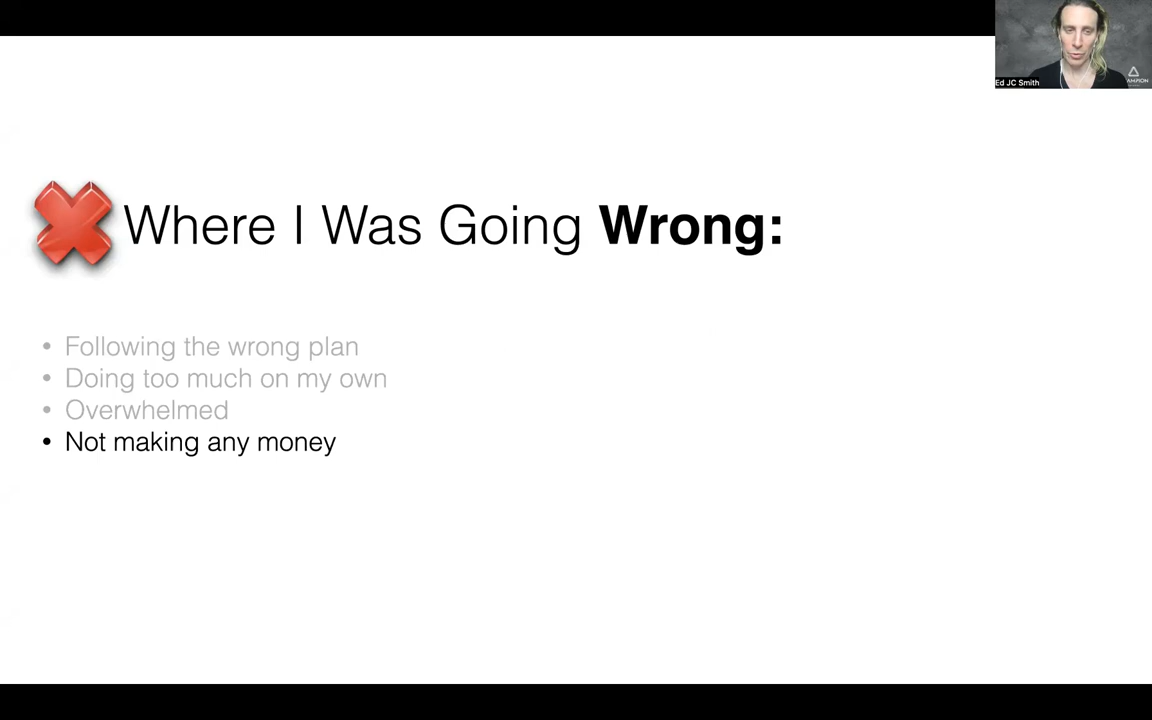 Ed JC Smith
Where I Was Going Wrong:
• Following the wrong plan
• Doing too much on my own
• Overwhelmed
• Not making any money